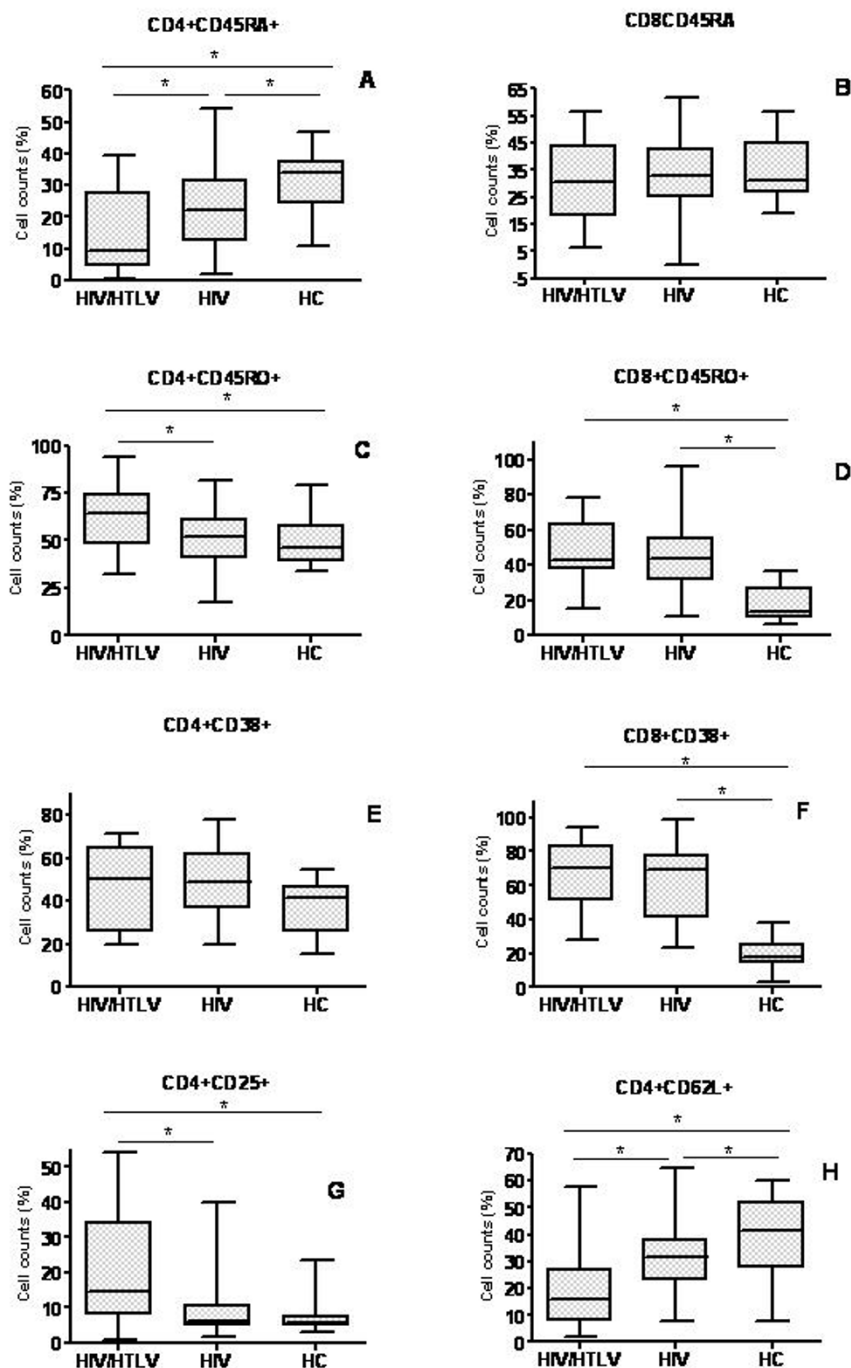 CD4+CD45RA+
*
* *
A
60
50
40
30
20
10
0
Cell counts (%)
HIV/HTLV HIV HC
CD8CD45RA
B
65
55
45
35
25
15
5
-5
Cell counts (%)
HIV/HTLV HIV HC
CD4+CD45RO+
*
*
C
100
75
50
25
0
Cell counts (%)
HIV/HTLV HIV HC
CD8+CD45RO+
*
*
D
100
80
60
40
20
0
Cell counts (%)
HIV/HTLV HIV HC
CD4+CD38+
E
80
60
40
20
0
Cell counts (%)
HIV/HTLV HIV HC
CD8+CD38+
*
*
F
100
80
60
40
20
0
Cell counts (%)
HIV/HTLV HIV HC
CD4+CD25+
*
*
G
50
40
30
20
10
0
Cell counts (%)
HIV/HTLV HIV HC
CD4+CD62L+
*
* *
H
70
60
50
40
30
20
10
0
Cell counts (%)
HIV/HTLV HIV HC